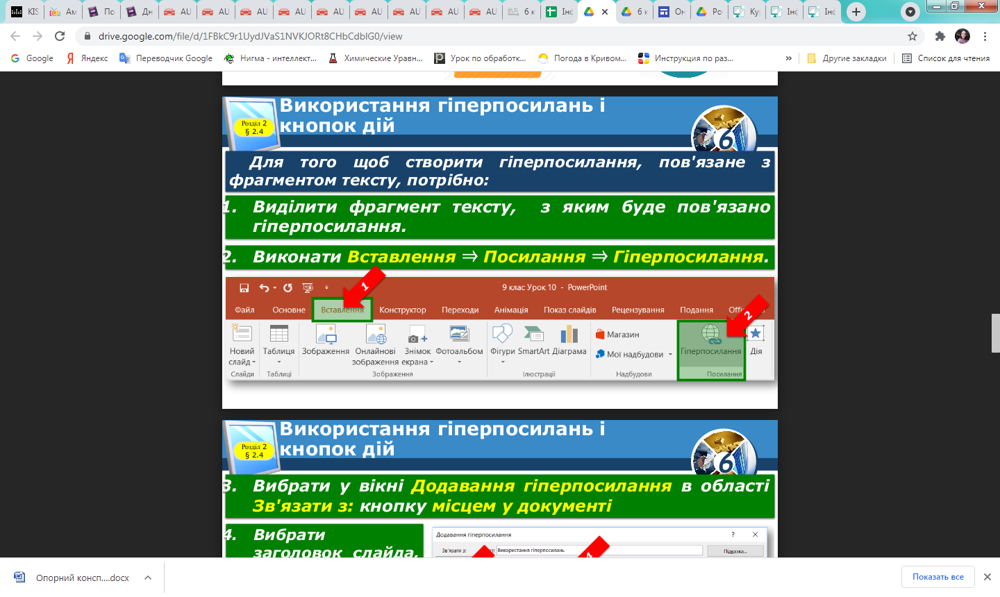 KIS
Ам
По
Дн
AU
AU
AU
AU
AU
AU
AU
AU
AU
6 к
Інс
6 к
Он
Ро
Ку
Інс
Інс
drive.google.com/file/d/1FBkC9r1UydJVaS1NVKJORt8CHbCdblG0/view
Google
Яндекс
Переводчик Google
Нигма - интеллект...
Химические Уравн...
Урок по обработк...
Погода в Кривом...
Инструкция по раз...
»
Другие закладки
Список для чтения
Розділ 2
§ 2.4
Використання гіперпосилань і
кнопок дій
6
Для того щоб створити гіперпосилання, пов'язане з
фрагментом тексту, потрібно:
1. Виділити фрагмент тексту, з яким буде пов'язано
гіперпосилання.
2. Виконати Вставлення ⇒ Посилання ⇒ Гіперпосилання.
1
9 клас Урок 10 - PowerPoint
Файл Основне Вставлення Конструктор Переходи Анімація Показ слайдів Рецензування Подання Offi
2
Новий
слайд
Таблиця
Зображення
Онлайнові
зображення
Знімок
екрана
Фотоальбом
Фігури
SmartArt
Діаграма
Магазин
Мої надбудови
Гіперпосилання
Дія
Слайди Таблиці Зображення Ілюстрації Надбудови Посилання
Розділ 2
§ 2.4
Використання гіперпосилань і
кнопок дій
6
3. Вибрати у вікні Додавання гіперпосилання в області
Зв'язати з: кнопку місцем у документі
4. Вибрати
заголовок слайда,
Додавання гіперпосилання
?
Зв'язати з:
Використання гіперпосилань
Підказка...
4
Опорний консп....docx
Показать все